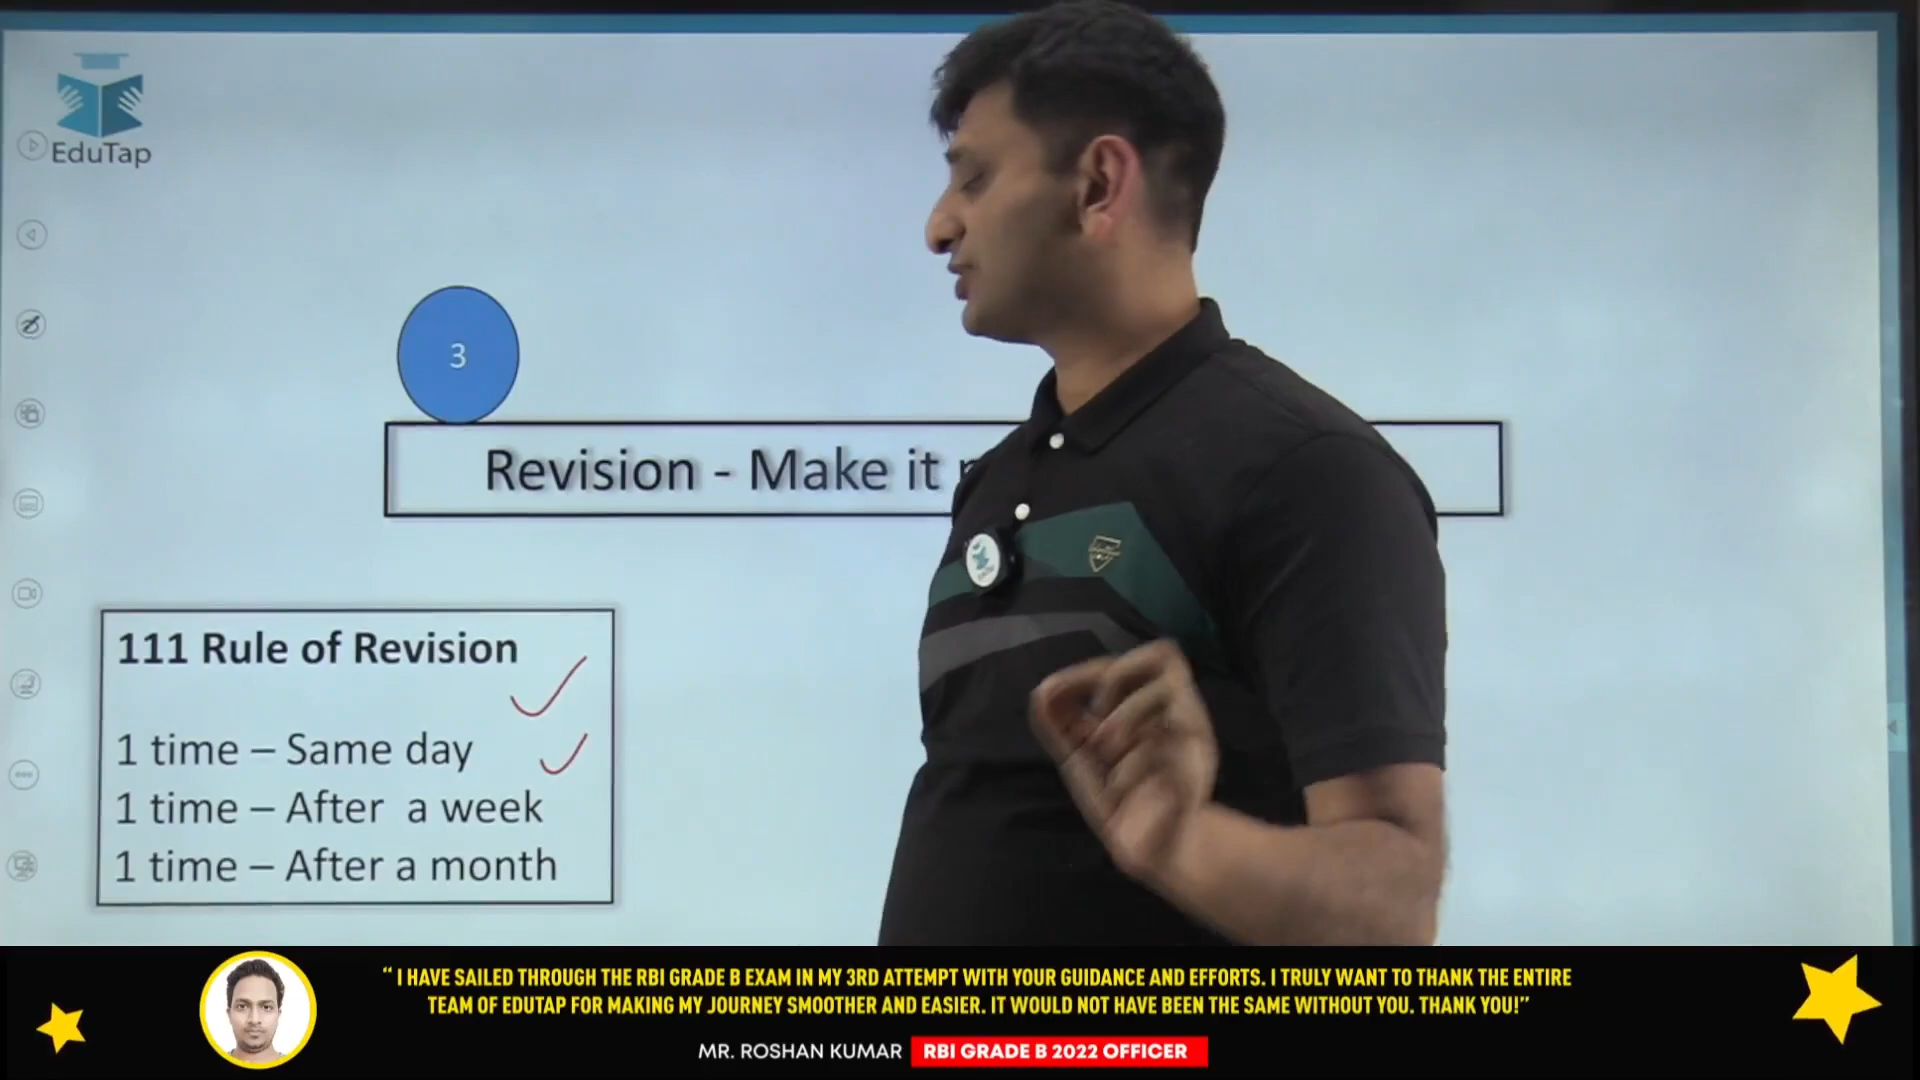 EduTap
3
Revision - Make it
111 Rule of Revision
1 time – Same day
1 time – After a week
1 time – After a month
“ I HAVE SAILED THROUGH THE RBI GRADE B EXAM IN MY 3RD ATTEMPT WITH YOUR GUIDANCE AND EFFORTS. I TRULY WANT TO THANK THE ENTIRE
TEAM OF EDUTAP FOR MAKING MY JOURNEY SMOOTHER AND EASIER. IT WOULD NOT HAVE BEEN THE SAME WITHOUT YOU. THANK YOU!”
MR. ROSHAN KUMAR RBI GRADE B 2022 OFFICER